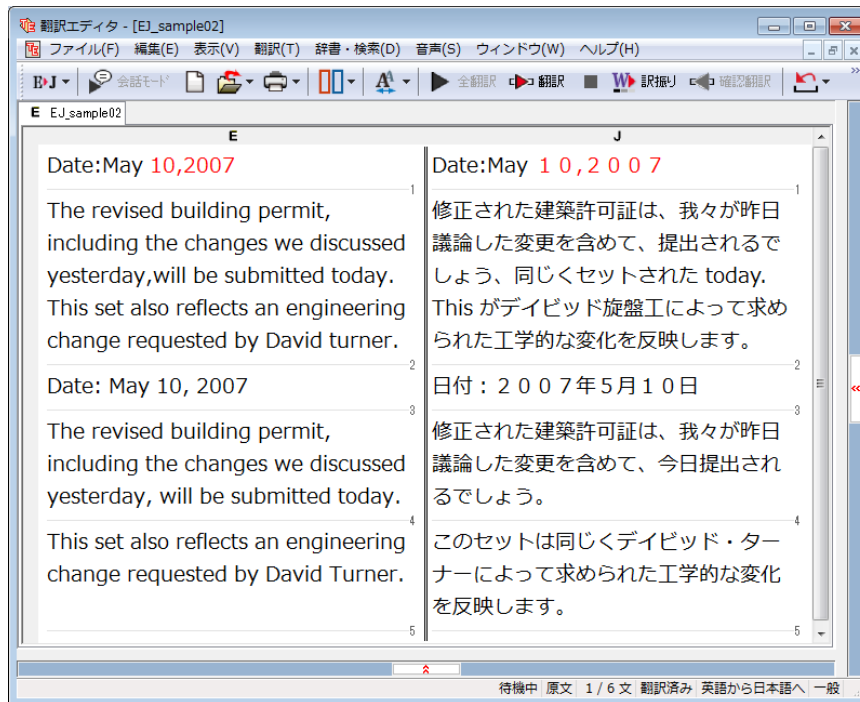 翻訳エディタ - [EJ_sample02]
ファイル(F) 編集(E) 表示(V) 翻訳(T) 辞書・検索(D) 音声(S) ウィンドウ(W) ヘルプ(H)
E▸J 会話モード 全翻訳 翻訳 訳振り 確認翻訳
E EJ_sample02
E
Date:May 10,2007
1
The revised building permit,
including the changes we discussed
yesterday,will be submitted today.
This set also reflects an engineering
change requested by David turner.
2
Date: May 10, 2007
3
The revised building permit,
including the changes we discussed
yesterday, will be submitted today.
4
This set also reflects an engineering
change requested by David Turner.
5
J
Date:May １０,２００７
1
修正された建築許可証は、我々が昨日
議論した変更を含めて、提出されるで
しょう、同じくセットされた today.
This がデイビッド旋盤工によって求め
られた工学的な変化を反映します。
2
日付：２００７年５月１０日
3
修正された建築許可証は、我々が昨日
議論した変更を含めて、今日提出され
るでしょう。
4
このセットは同じくデイビッド・ター
ナーによって求められた工学的な変化
を反映します。
5
待機中 原文 1 / 6 文 翻訳済み 英語から日本語へ 一般